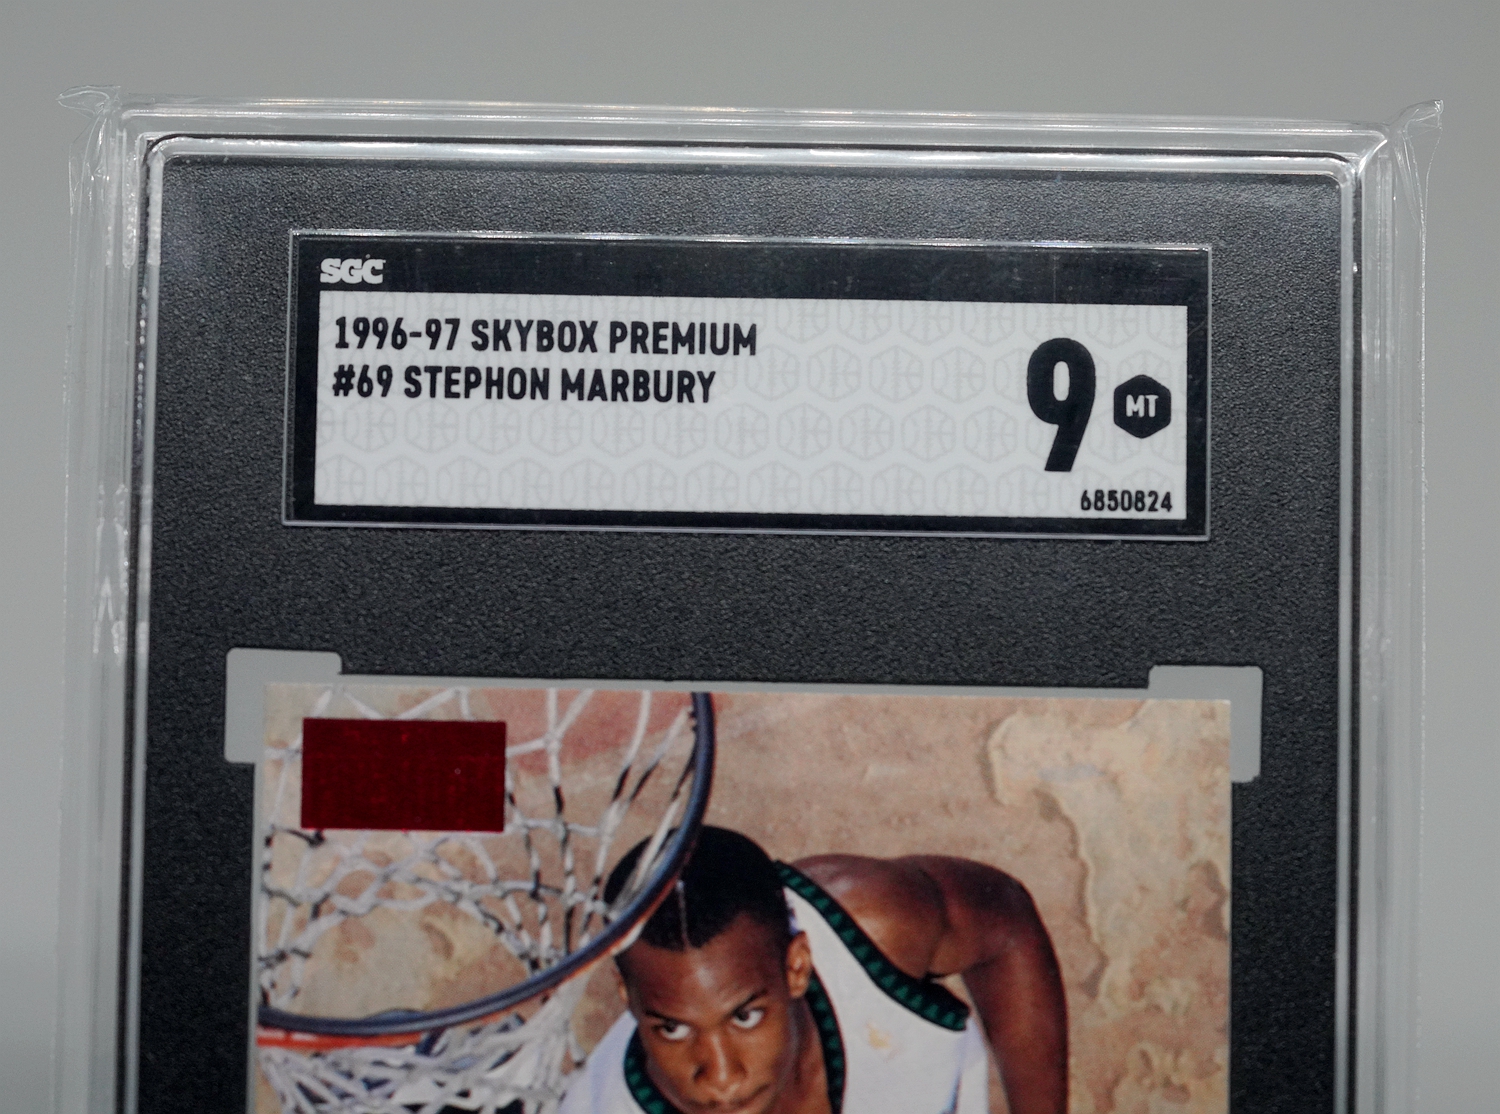 SGC
1996-97 SKYBOX PREMIUM
#69 STEPHON MARBURY
9 MT
6850824